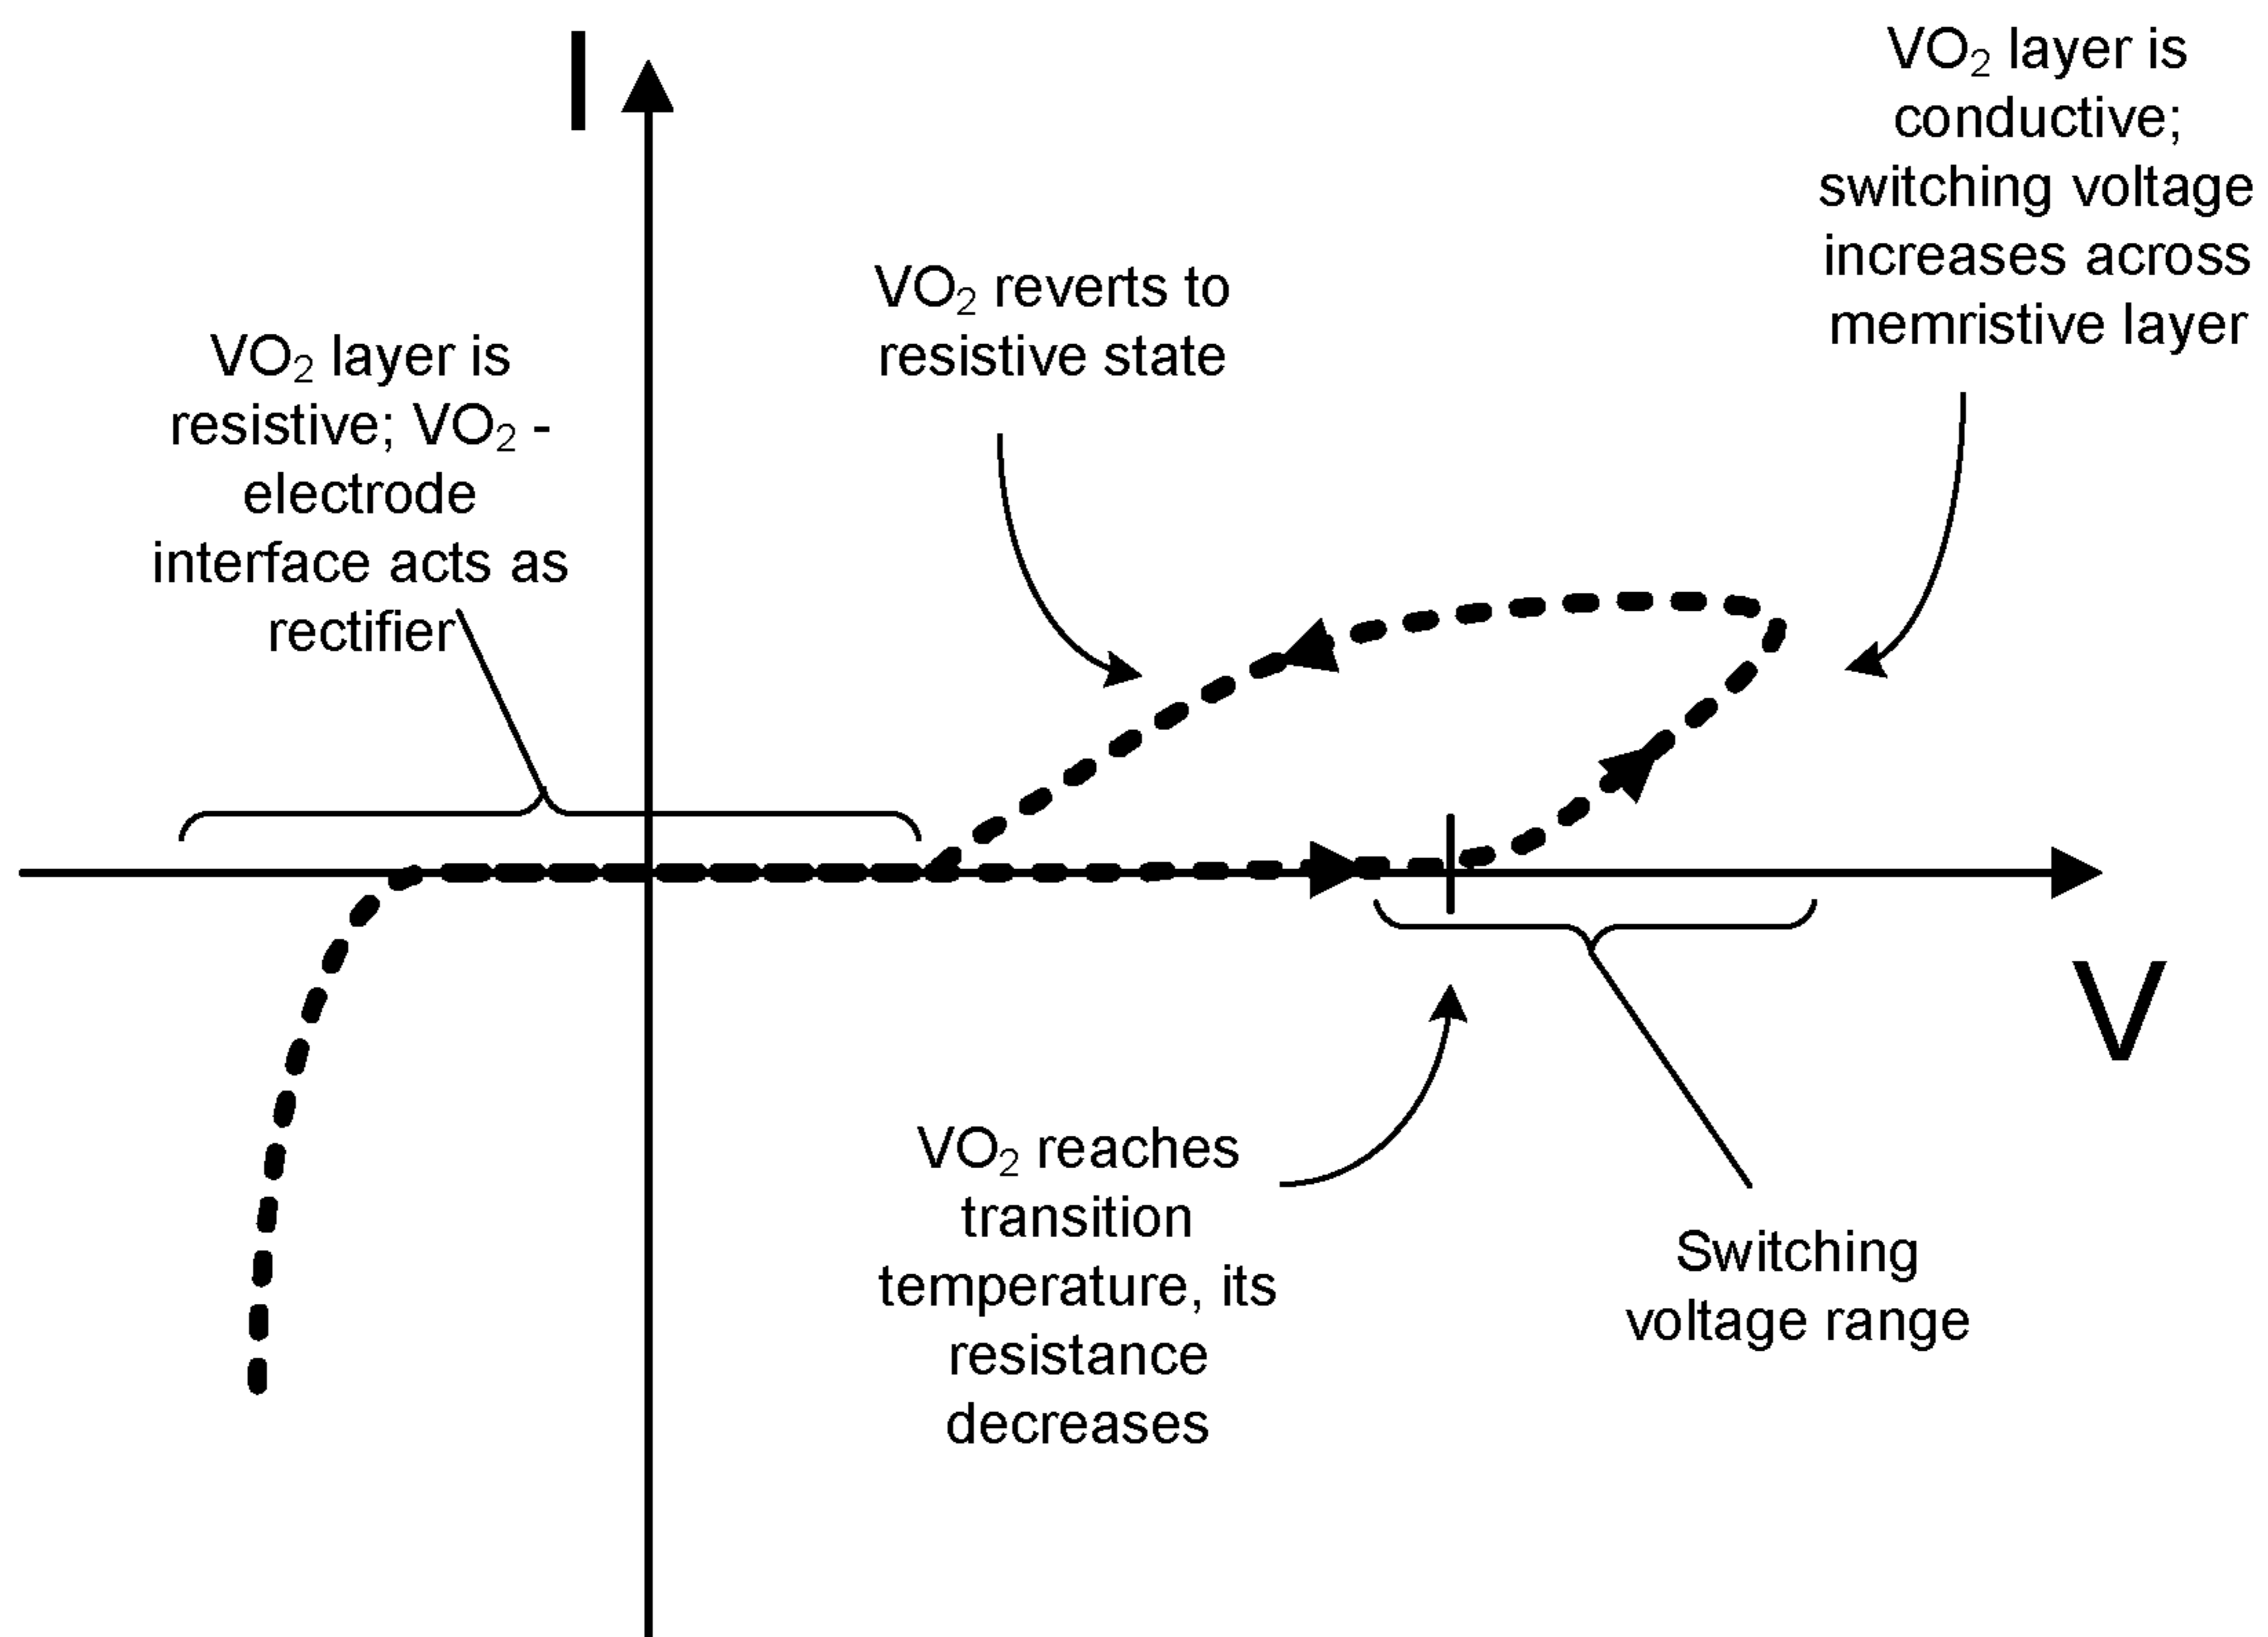 I
VO₂ layer is
conductive;
switching voltage
increases across
memristive layer
VO₂ reverts to
resistive state
VO₂ layer is
resistive; VO₂ -
electrode
interface acts as
rectifier
V
VO₂ reaches
transition
temperature, its
resistance
decreases
Switching
voltage range